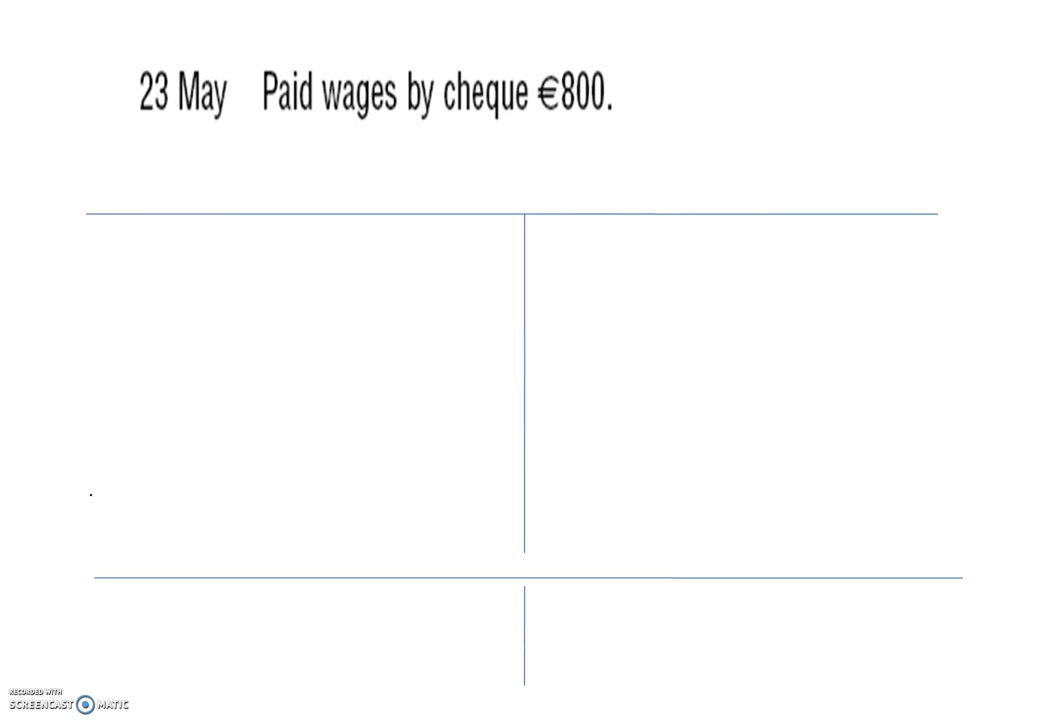 23 May Paid wages by cheque €800.
RECORDED WITH
SCREENCAST MATIC